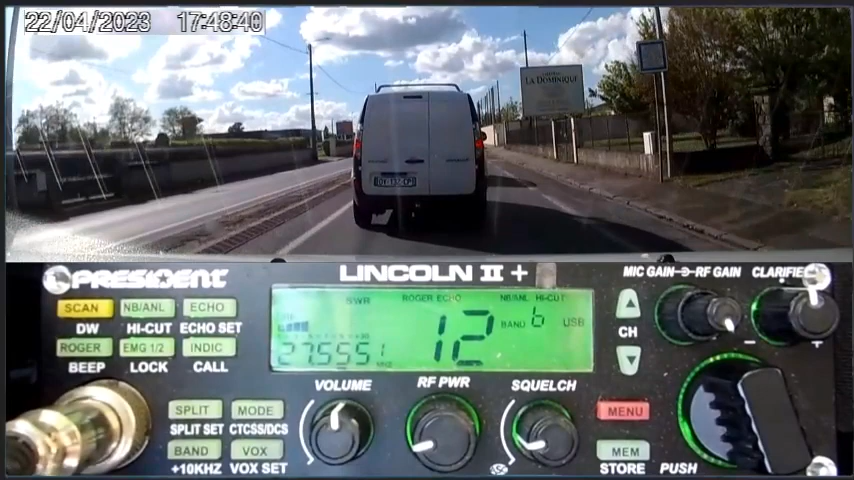 22/04/2023 17:48:40
LA DOMINIQUE
PRESIDENT
LINCOLN II +
MIC GAIN RF GAIN CLARIFIER
SCAN NB/ANL ECHO
DW HI-CUT ECHO SET
ROGER EMG 1/2 INDIC
BEEP LOCK CALL
SWR ROGER ECHO NB/ANL HI-CUT
12 BAND b USB
27.555
CH
VOLUME RF PWR SQUELCH
SPLIT MODE
SPLIT SET CTCSS/DCS
BAND VOX
+10KHZ VOX SET
MENU
MEM
STORE PUSH
- +